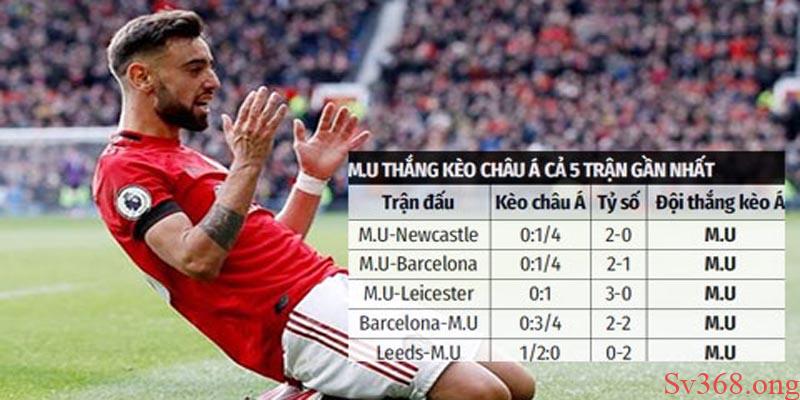 M.U THẮNG KÈO CHÂU Á CẢ 5 TRẬN GẦN NHẤT
Trận đấu Kèo châu Á Tỷ số Đội thắng kèo Á
M.U-Newcastle 0:1/4 2-0 M.U
M.U-Barcelona 0:1/4 2-1 M.U
M.U-Leicester 0:1 3-0 M.U
Barcelona-M.U 0:3/4 2-2 M.U
Leeds-M.U 1/2:0 0-2 M.U
Sv368.ong